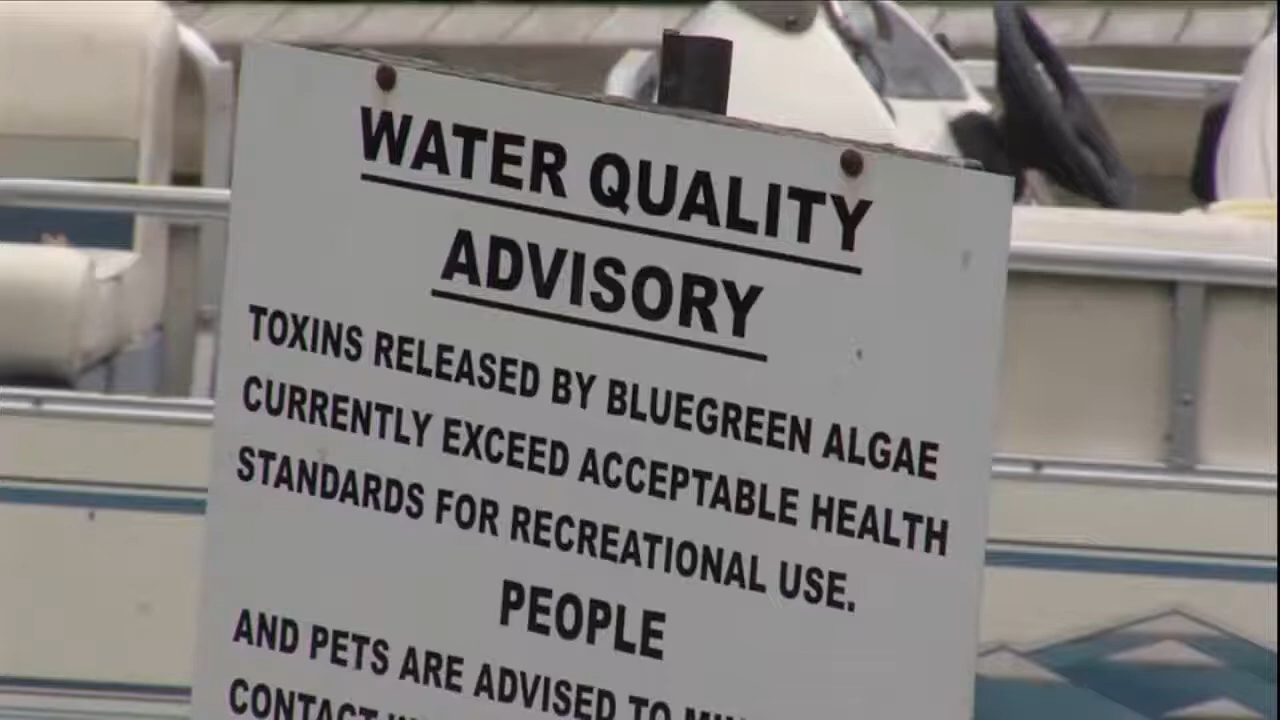 WATER QUALITY
ADVISORY
TOXINS RELEASED BY BLUEGREEN ALGAE
CURRENTLY EXCEED ACCEPTABLE HEALTH
STANDARDS FOR RECREATIONAL USE.
PEOPLE
AND PETS ARE ADVISED TO
CONTACT